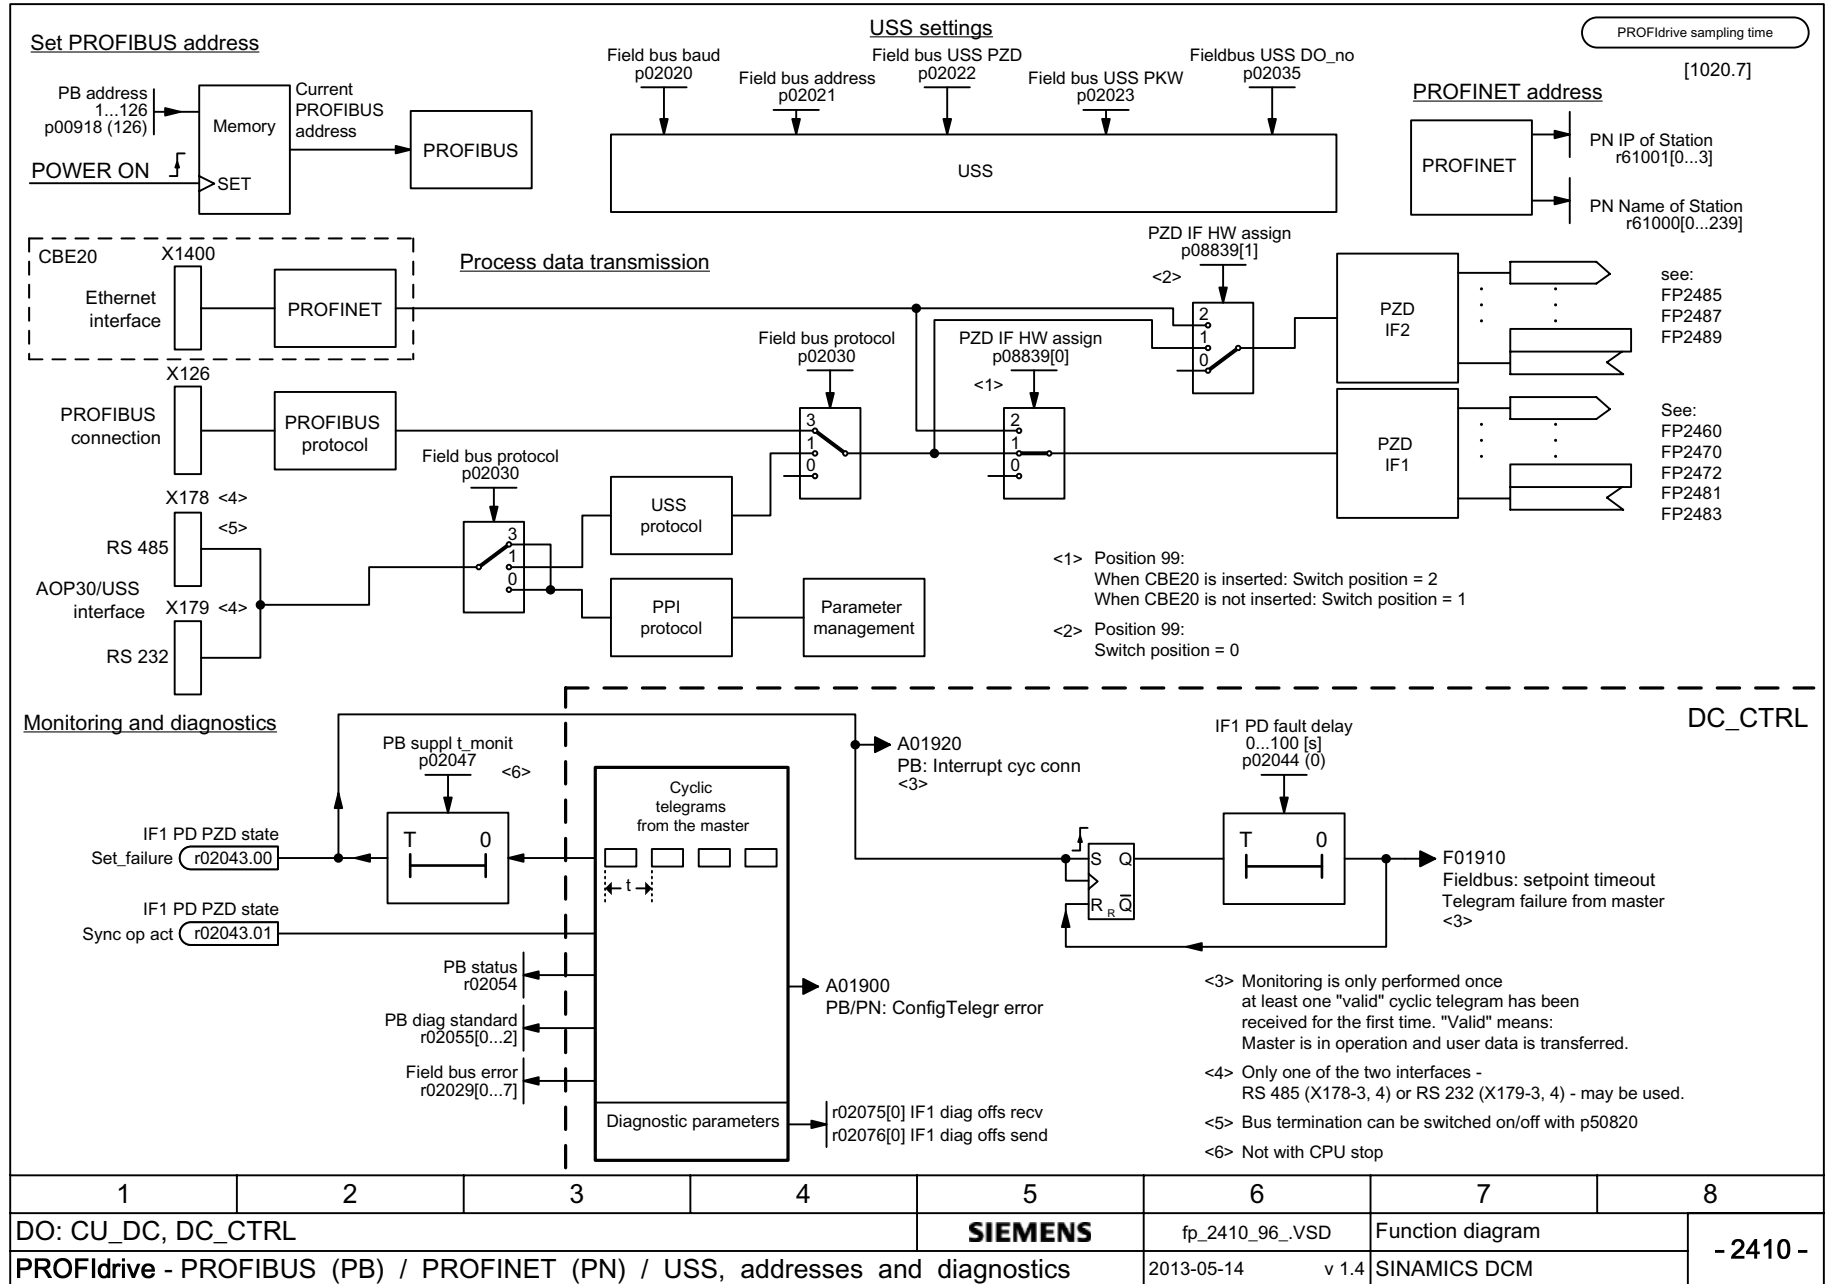 Set PROFIBUS address
USS settings
PROFIdrive sampling time
[1020.7]
PB address
1...126
p00918 (126)
POWER ON
Memory
SET
Current
PROFIBUS
address
PROFIBUS
Field bus baud
p02020
Field bus address
p02021
Field bus USS PZD
p02022
Field bus USS PKW
p02023
Fieldbus USS DO_no
p02035
USS
PROFINET address
PROFINET
PN IP of Station
r61001[0...3]
PN Name of Station
r61000[0...239]
CBE20
X1400
Ethernet
interface
PROFINET
Process data transmission
PZD IF HW assign
p08839[1]
<2>
2
1
0
PZD
IF2
see:
FP2485
FP2487
FP2489
X126
PROFIBUS
connection
PROFIBUS
protocol
Field bus protocol
p02030
3
1
0
PZD IF HW assign
p08839[0]
<1>
2
1
0
PZD
IF1
See:
FP2460
FP2470
FP2472
FP2481
FP2483
X178 <4>
<5>
RS 485
AOP30/USS
interface
X179 <4>
RS 232
Field bus protocol
p02030
3
1
0
USS
protocol
PPI
protocol
Parameter
management
<1> Position 99:
When CBE20 is inserted: Switch position = 2
When CBE20 is not inserted: Switch position = 1
<2> Position 99:
Switch position = 0
Monitoring and diagnostics
DC_CTRL
PB suppl t_monit
p02047
<6>
T 0
IF1 PD PZD state
Set_failure r02043.00
IF1 PD PZD state
Sync op act r02043.01
PB status
r02054
PB diag standard
r02055[0...2]
Field bus error
r02029[0...7]
Cyclic
telegrams
from the master
t
Diagnostic parameters
A01920
PB: Interrupt cyc conn
<3>
A01900
PB/PN: ConfigTelegr error
r02075[0] IF1 diag offs recv
r02076[0] IF1 diag offs send
S Q
R R Q
IF1 PD fault delay
0...100 [s]
p02044 (0)
T 0
F01910
Fieldbus: setpoint timeout
Telegram failure from master
<3>
<3> Monitoring is only performed once
at least one "valid" cyclic telegram has been
received for the first time. "Valid" means:
Master is in operation and user data is transferred.
<4> Only one of the two interfaces -
RS 485 (X178-3, 4) or RS 232 (X179-3, 4) - may be used.
<5> Bus termination can be switched on/off with p50820
<6> Not with CPU stop
1 2 3 4 5 6 7 8
DO: CU_DC, DC_CTRL
SIEMENS
fp_2410_96_.VSD
Function diagram
- 2410 -
PROFIdrive - PROFIBUS (PB) / PROFINET (PN) / USS, addresses and diagnostics
2013-05-14 v 1.4
SINAMICS DCM